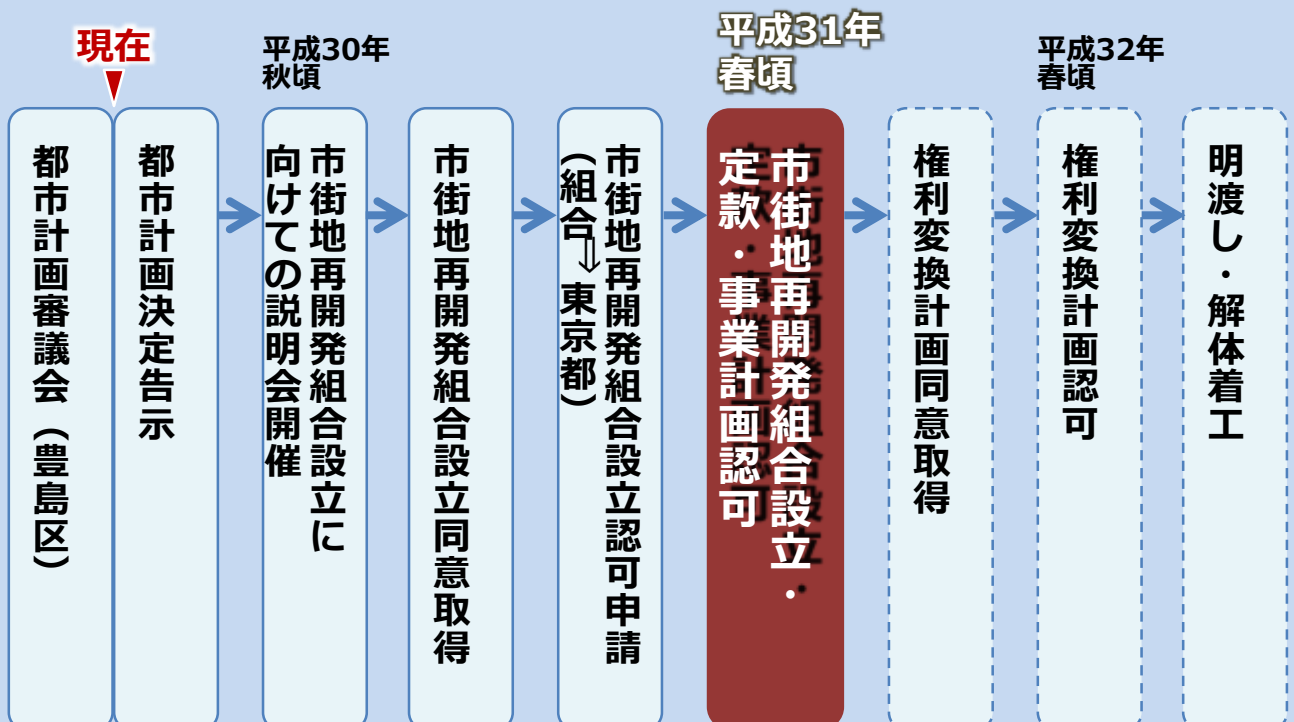 現在
平成30年
秋頃
平成31年
春頃
平成32年
春頃
都市計画審議会（豊島区）
都市計画決定告示
市街地再開発組合設立に
向けての説明会開催
市街地再開発組合設立同意取得
市街地再開発組合設立認可申請
（組合⇒東京都）
市街地再開発組合設立・
定款・事業計画認可
権利変換計画同意取得
権利変換計画認可
明渡し・解体着工